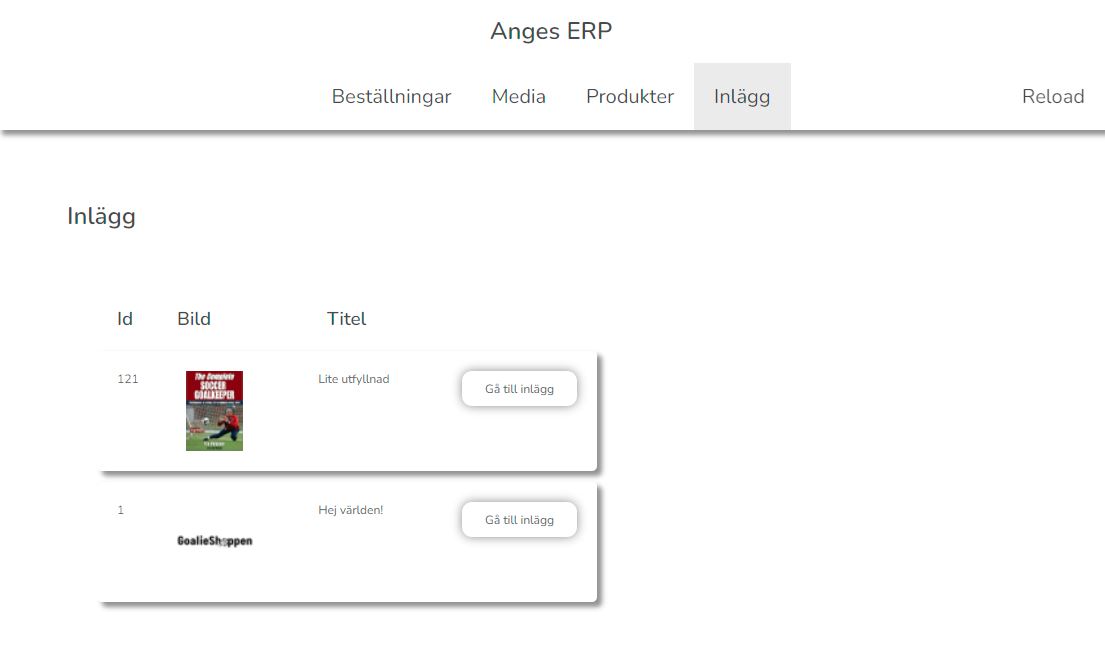 Anges ERP
Beställningar Media Produkter Inlägg Reload
Inlägg
Id Bild Titel
121 Lite utfyllnad Gå till inlägg
The Complete
SOCCER
GOALKEEPER
1 Hej världen! Gå till inlägg
GoalieShoppen